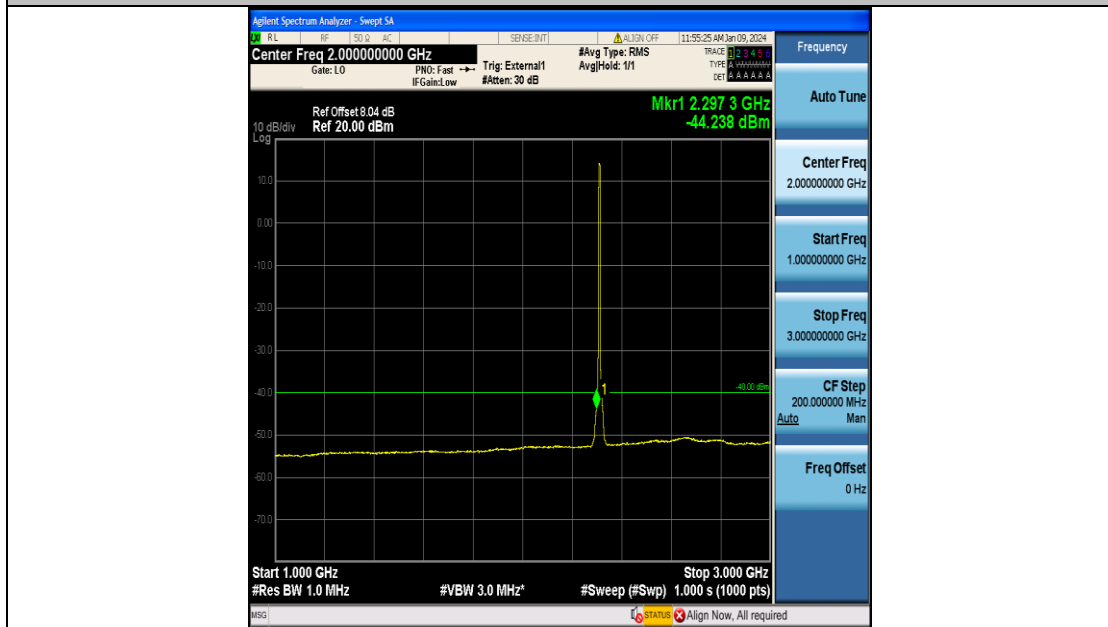 Agilent Spectrum Analyzer - Swept SA
RL RF 50 Ω AC SENSE:INT ALIGN OFF 11:55:25 AM Jan 09, 2024
Center Freq 2.000000000 GHz
Gate: LO
PNO: Fast
IFGain:Low
Trig: External1
#Atten: 30 dB
#Avg Type: RMS
Avg|Hold: 1/1
TRACE 1 2 3 4 5 6
TYPE A
DET A A A A A A
Mkr1 2.297 3 GHz
-44.238 dBm
Ref Offset 8.04 dB
10 dB/div Ref 20.00 dBm
Log
10.0
0.00
-10.0
-20.0
-30.0
-40.0
-50.0
-60.0
-70.0
1
-40.00 dBm
Start 1.000 GHz Stop 3.000 GHz
#Res BW 1.0 MHz #VBW 3.0 MHz* #Sweep (#Swp) 1.000 s (1000 pts)
MSG STATUS Align Now, All required
Frequency
Auto Tune
Center Freq
2.000000000 GHz
Start Freq
1.000000000 GHz
Stop Freq
3.000000000 GHz
CF Step
200.000000 MHz
Auto Man
Freq Offset
0 Hz